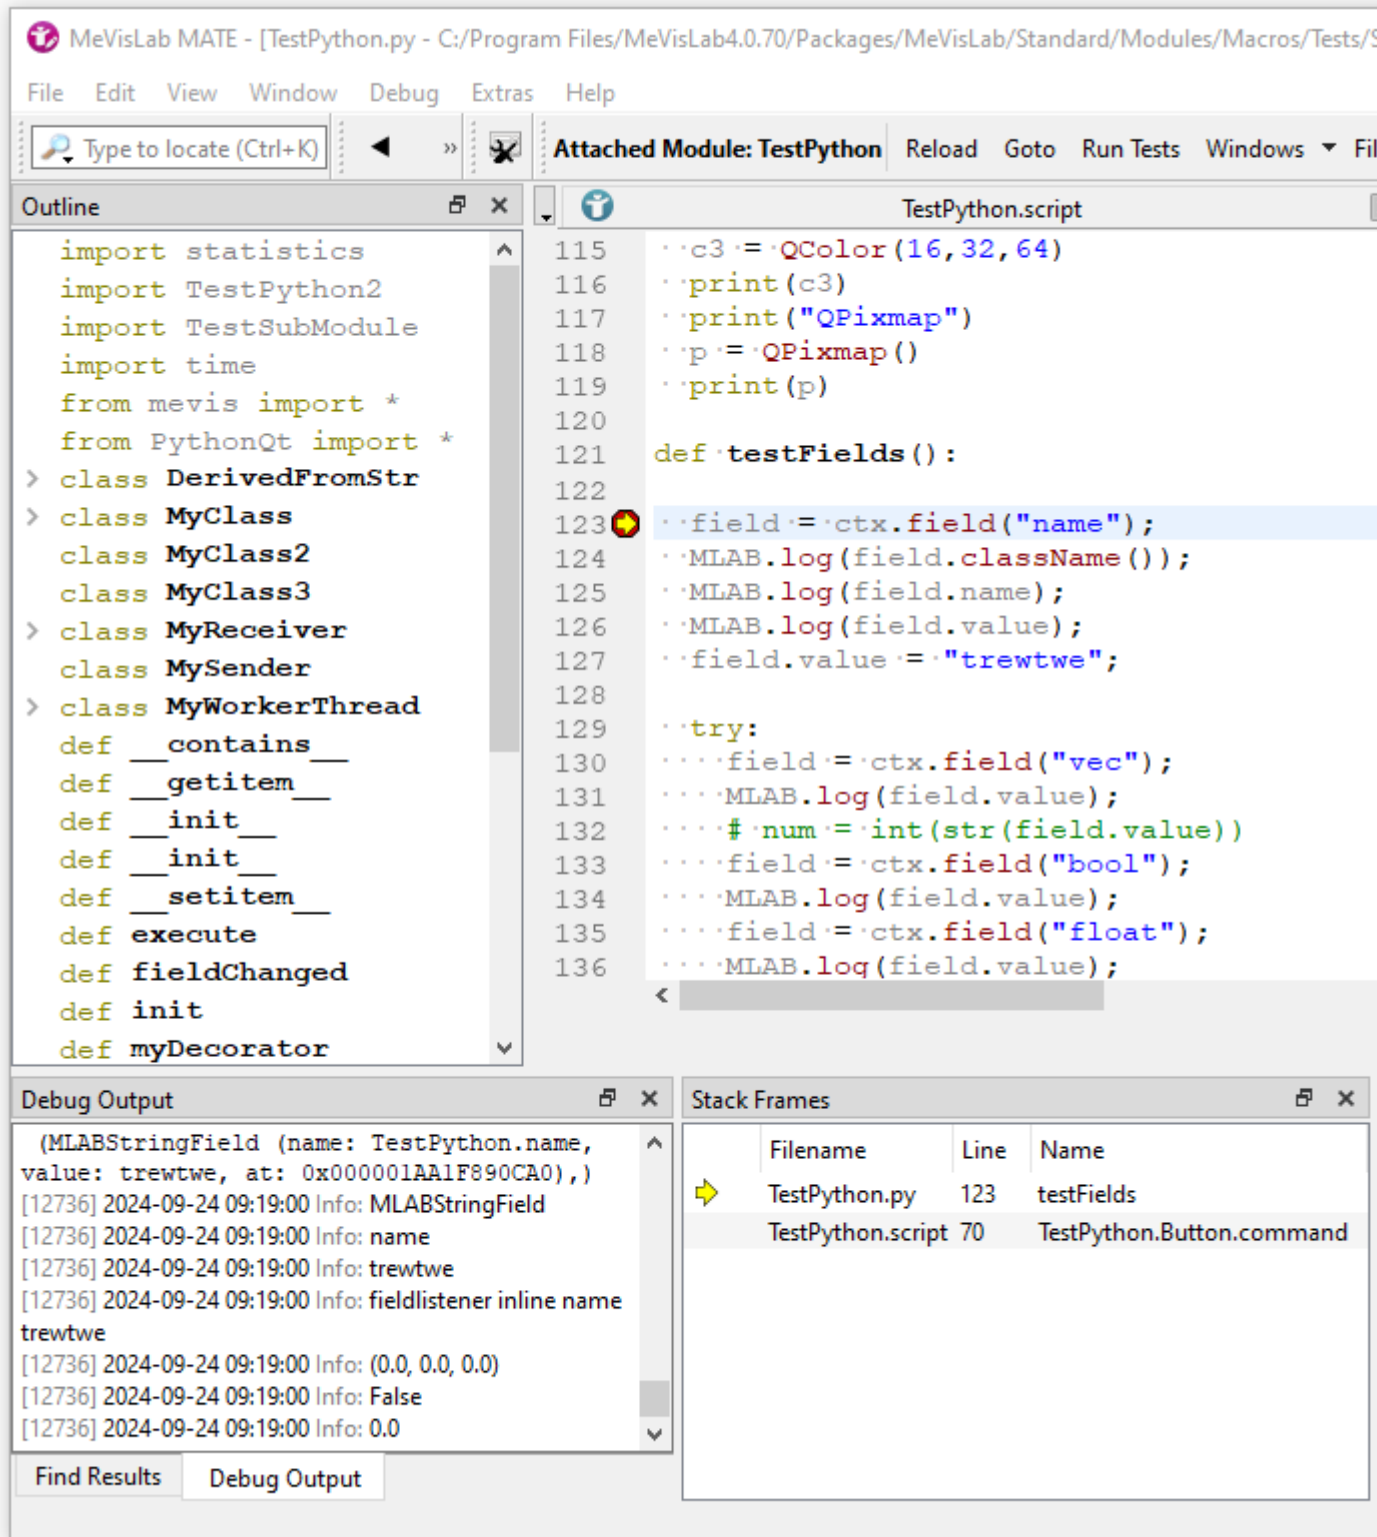 MeVisLab MATE - [TestPython.py - C:/Program Files/MeVisLab4.0.70/Packages/MeVisLab/Standard/Modules/Macros/Tests/
File Edit View Window Debug Extras Help
Type to locate (Ctrl+K) » Attached Module: TestPython Reload Goto Run Tests Windows
Outline
import statistics
import TestPython2
import TestSubModule
import time
from mevis import *
from PythonQt import *
class DerivedFromStr
class MyClass
class MyClass2
class MyClass3
class MyReceiver
class MySender
class MyWorkerThread
def __contains__
def __getitem__
def __init__
def __init__
def __setitem__
def execute
def fieldChanged
def init
def myDecorator
TestPython.script
115 ··c3·=·QColor(16,32,64)
116 ··print(c3)
117 ··print("QPixmap")
118 ··p·=·QPixmap()
119 ··print(p)
120
121 def·testFields():
122
123 ··field·=·ctx.field("name");
124 ··MLAB.log(field.className());
125 ··MLAB.log(field.name);
126 ··MLAB.log(field.value);
127 ··field.value·=·"trewtwe";
128
129 ··try:
130 ····field·=·ctx.field("vec");
131 ····MLAB.log(field.value);
132 ····#·num·=·int(str(field.value))
133 ····field·=·ctx.field("bool");
134 ····MLAB.log(field.value);
135 ····field·=·ctx.field("float");
136 ····MLAB.log(field.value);
Debug Output
(MLABStringField (name: TestPython.name,
value: trewtwe, at: 0x000001AA1F890CA0),)
[12736] 2024-09-24 09:19:00 Info: MLABStringField
[12736] 2024-09-24 09:19:00 Info: name
[12736] 2024-09-24 09:19:00 Info: trewtwe
[12736] 2024-09-24 09:19:00 Info: fieldlistener inline name
trewtwe
[12736] 2024-09-24 09:19:00 Info: (0.0, 0.0, 0.0)
[12736] 2024-09-24 09:19:00 Info: False
[12736] 2024-09-24 09:19:00 Info: 0.0
Find Results Debug Output
Stack Frames
Filename Line Name
TestPython.py 123 testFields
TestPython.script 70 TestPython.Button.command